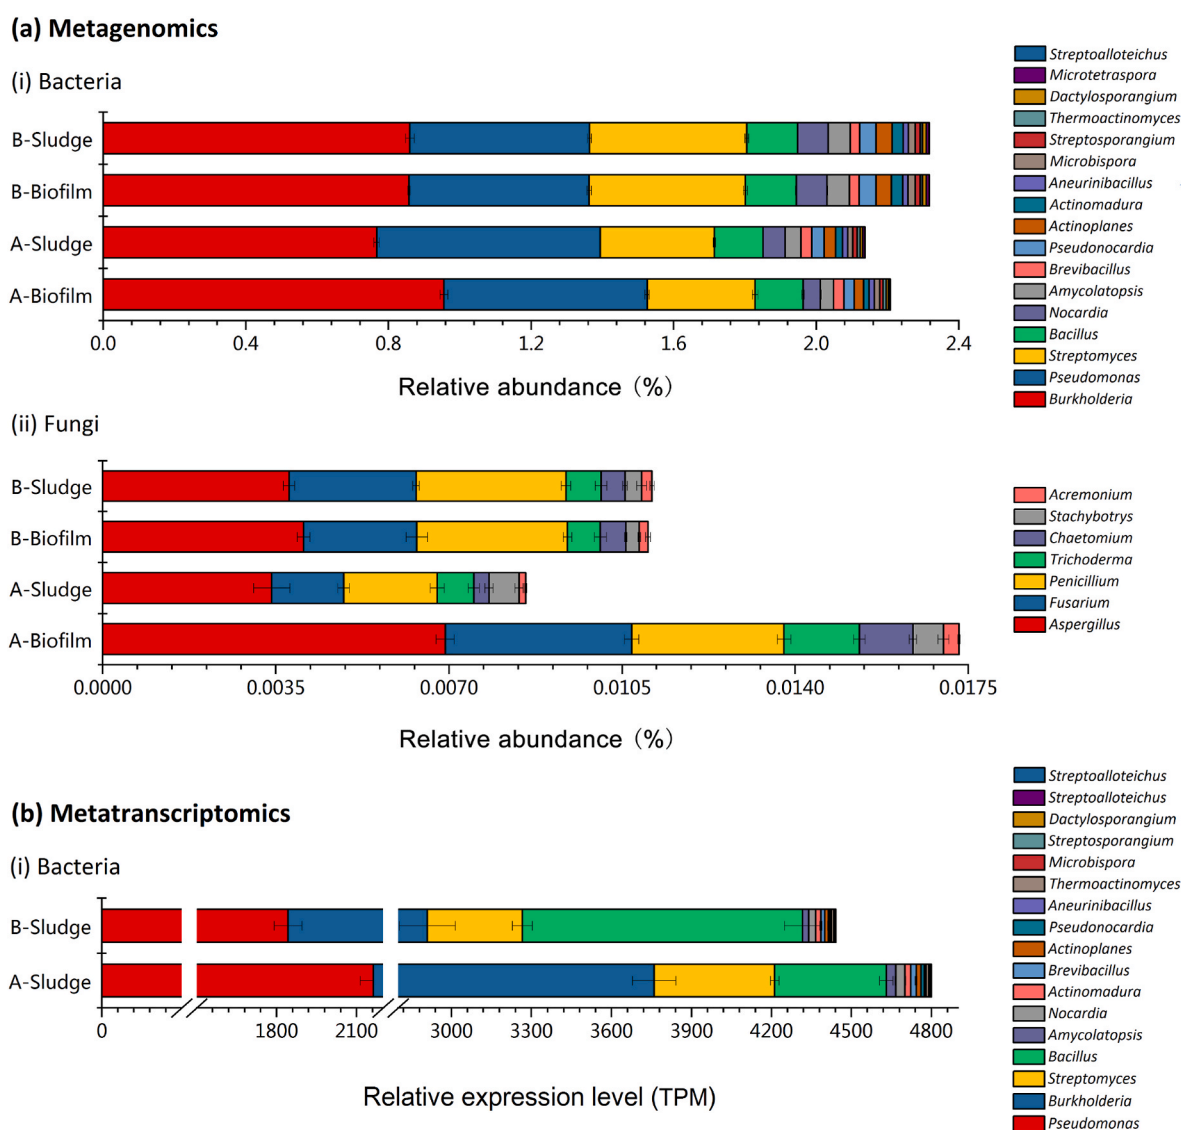 (a) Metagenomics
(i) Bacteria
B-Sludge
B-Biofilm
A-Sludge
A-Biofilm
0.0 0.4 0.8 1.2 1.6 2.0 2.4
Relative abundance (%)
Streptoalloteichus
Microtetraspora
Dactylosporangium
Thermoactinomyces
Streptosporangium
Microbispora
Aneurinibacillus
Actinomadura
Actinoplanes
Pseudonocardia
Brevibacillus
Amycolatopsis
Nocardia
Bacillus
Streptomyces
Pseudomonas
Burkholderia
(ii) Fungi
B-Sludge
B-Biofilm
A-Sludge
A-Biofilm
0.0000 0.0035 0.0070 0.0105 0.0140 0.0175
Relative abundance (%)
Acremonium
Stachybotrys
Chaetomium
Trichoderma
Penicillium
Fusarium
Aspergillus
(b) Metatranscriptomics
(i) Bacteria
B-Sludge
A-Sludge
0 1800 2100 3000 3300 3600 3900 4200 4500 4800
Relative expression level (TPM)
Streptoalloteichus
Streptoalloteichus
Dactylosporangium
Streptosporangium
Microbispora
Thermoactinomyces
Aneurinibacillus
Pseudonocardia
Actinoplanes
Brevibacillus
Actinomadura
Nocardia
Amycolatopsis
Bacillus
Streptomyces
Burkholderia
Pseudomonas